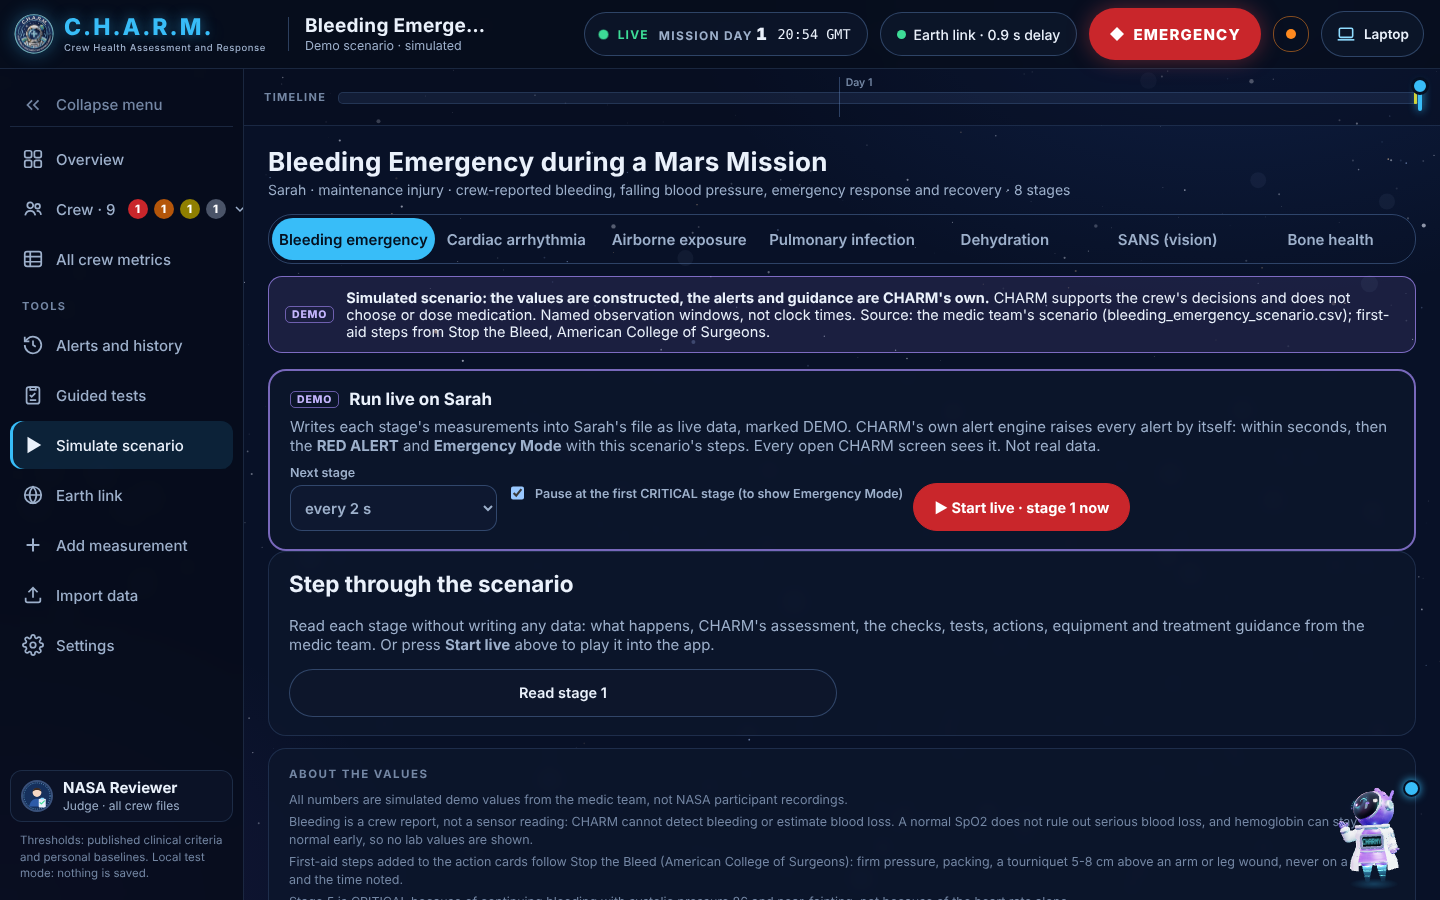 C.H.A.R.M.
Crew Health Assessment and Response
Bleeding Emerge...
Demo scenario · simulated
LIVE MISSION DAY 1 20:54 GMT
Earth link · 0.9 s delay
EMERGENCY
Laptop
Collapse menu
Overview
Crew · 9 1 1 1 1
All crew metrics
TOOLS
Alerts and history
Guided tests
Simulate scenario
Earth link
Add measurement
Import data
Settings
NASA Reviewer
Judge · all crew files
Thresholds: published clinical criteria
and personal baselines. Local test
mode: nothing is saved.
TIMELINE
Day 1
Bleeding Emergency during a Mars Mission
Sarah · maintenance injury · crew-reported bleeding, falling blood pressure, emergency response and recovery · 8 stages
Bleeding emergency Cardiac arrhythmia Airborne exposure Pulmonary infection Dehydration SANS (vision) Bone health
DEMO
Simulated scenario: the values are constructed, the alerts and guidance are CHARM's own. CHARM supports the crew's decisions and does not
choose or dose medication. Named observation windows, not clock times. Source: the medic team's scenario (bleeding_emergency_scenario.csv); first-
aid steps from Stop the Bleed, American College of Surgeons.
DEMO Run live on Sarah
Writes each stage's measurements into Sarah's file as live data, marked DEMO. CHARM's own alert engine raises every alert by itself: within seconds, then
the RED ALERT and Emergency Mode with this scenario's steps. Every open CHARM screen sees it. Not real data.
Next stage
every 2 s
Pause at the first CRITICAL stage (to show Emergency Mode)
Start live · stage 1 now
Step through the scenario
Read each stage without writing any data: what happens, CHARM's assessment, the checks, tests, actions, equipment and treatment guidance from the
medic team. Or press Start live above to play it into the app.
Read stage 1
ABOUT THE VALUES
All numbers are simulated demo values from the medic team, not NASA participant recordings.
Bleeding is a crew report, not a sensor reading: CHARM cannot detect bleeding or estimate blood loss. A normal SpO2 does not rule out serious blood loss, and hemoglobin can stay
normal early, so no lab values are shown.
First-aid steps added to the action cards follow Stop the Bleed (American College of Surgeons): firm pressure, packing, a tourniquet 5-8 cm above an arm or leg wound, never on a
and the time noted.